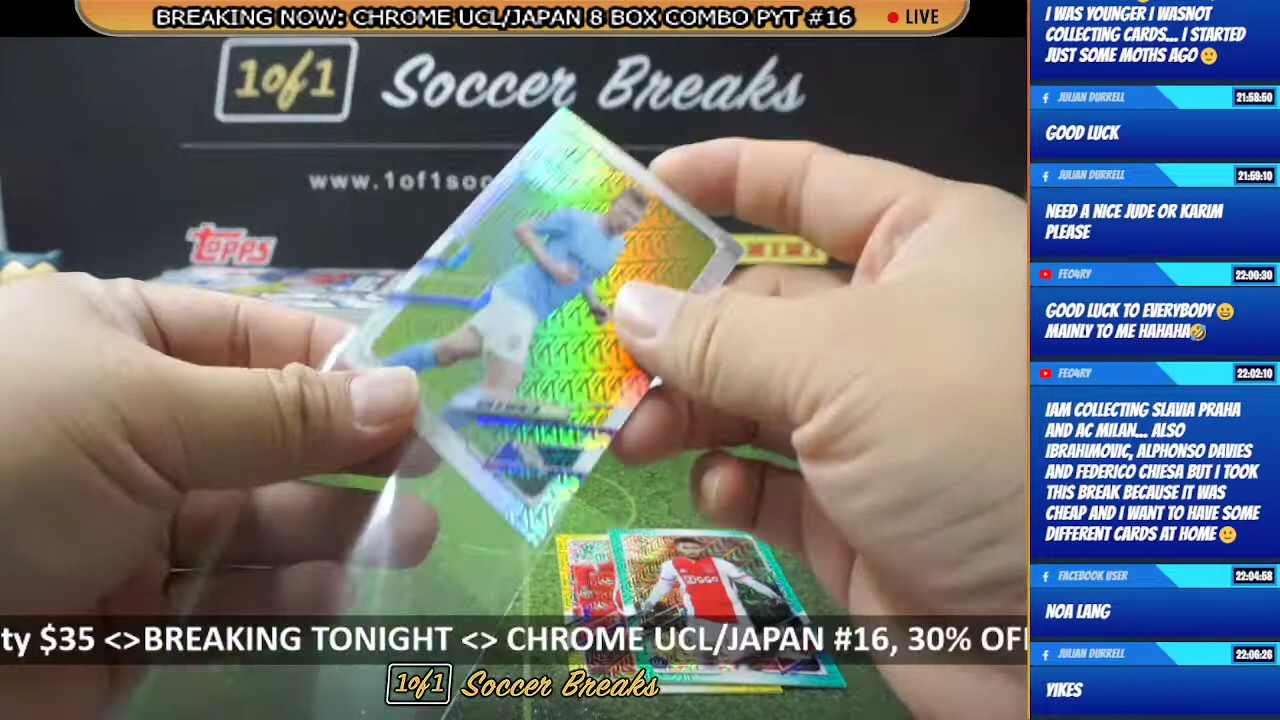 BREAKING NOW: CHROME UCL/JAPAN 8 BOX COMBO PYT #16
LIVE
1of1 Soccer Breaks
www.1of1soc
topps
I WAS YOUNGER I WASNOT
COLLECTING CARDS... I STARTED
JUST SOME MOTHS AGO 🙂
JULIAN DURRELL 21:58:50
GOOD LUCK
JULIAN DURRELL 21:59:10
NEED A NICE JUDE OR KARIM
PLEASE
FEO4RY 22:00:30
GOOD LUCK TO EVERYBODY😀
MAINLY TO ME HAHAHA🤣
FEO4RY 22:02:10
IAM COLLECTING SLAVIA PRAHA
AND AC MILAN... ALSO
IBRAHIMOVIC, ALPHONSO DAVIES
AND FEDERICO CHIESA BUT I TOOK
THIS BREAK BECAUSE IT WAS
CHEAP AND I WANT TO HAVE SOME
DIFFERENT CARDS AT HOME 🙂
FACEBOOK USER 22:04:58
NOA LANG
JULIAN DURRELL 22:06:26
YIKES
ty $35 <>BREAKING TONIGHT <> CHROME UCL/JAPAN #16, 30% OF
1of1 Soccer Breaks